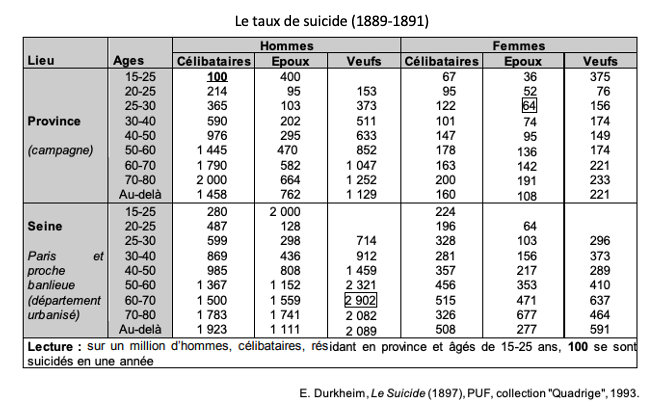 Le taux de suicide (1889-1891)
Hommes Femmes
Lieu Ages Célibataires Epoux Veufs Célibataires Epoux Veufs
15-25 100 400 67 36 375
20-25 214 95 153 95 52 76
25-30 365 103 373 122 64 156
Province 30-40 590 202 511 101 74 174
40-50 976 295 633 147 95 149
(campagne) 50-60 1 445 470 852 178 136 174
60-70 1 790 582 1 047 163 142 221
70-80 2 000 664 1 252 200 191 233
Au-delà 1 458 762 1 129 160 108 221
15-25 280 2 000 224
Seine 20-25 487 128 196 64
25-30 599 298 714 328 103 296
Paris et 30-40 869 436 912 281 156 373
proche 40-50 985 808 1 459 357 217 289
banlieue 50-60 1 367 1 152 2 321 456 353 410
(département 60-70 1 500 1 559 2 902 515 471 637
urbanisé) 70-80 1 783 1 741 2 082 326 677 464
Au-delà 1 923 1 111 2 089 508 277 591
Lecture : sur un million d'hommes, célibataires, résidant en province et âgés de 15-25 ans, 100 se sont
suicidés en une année
E. Durkheim, Le Suicide (1897), PUF, collection "Quadrige", 1993.